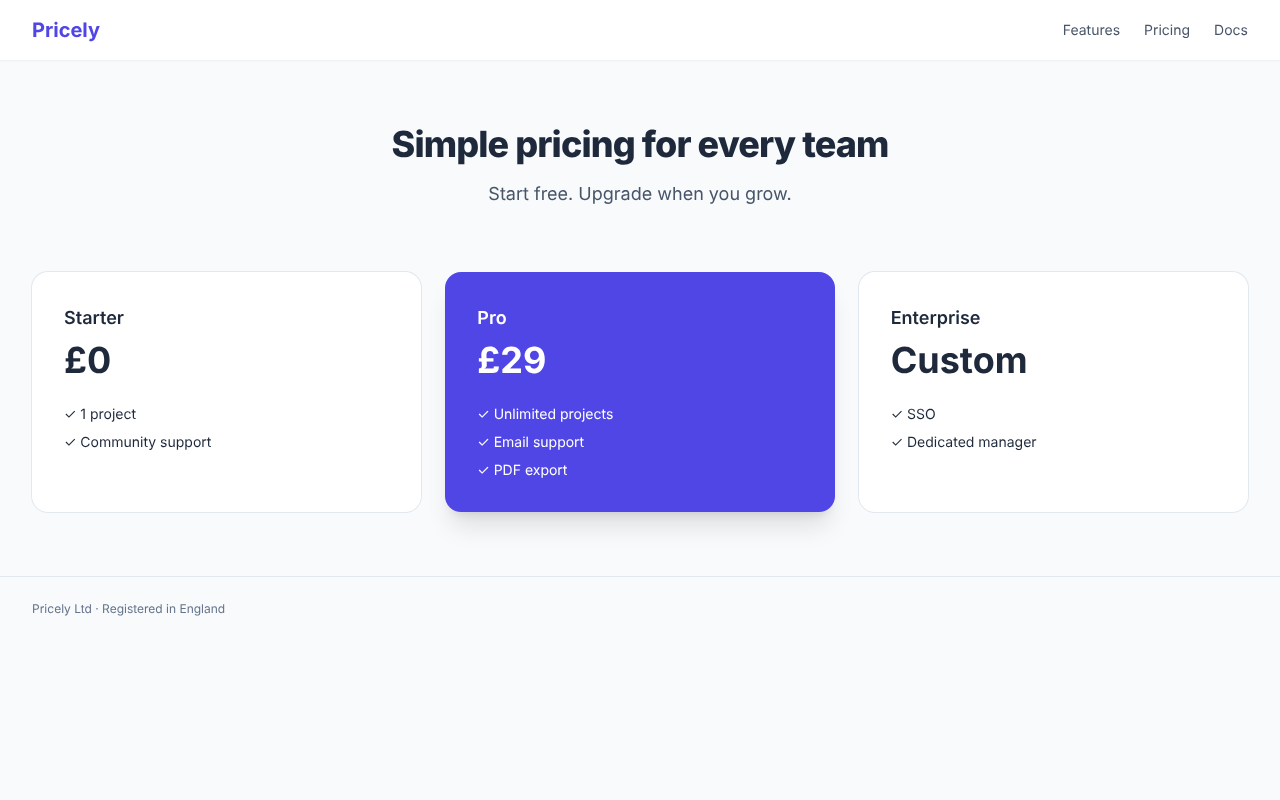 Pricely
Features Pricing Docs
Simple pricing for every team
Start free. Upgrade when you grow.
Starter
£0
✓ 1 project
✓ Community support
Pro
£29
✓ Unlimited projects
✓ Email support
✓ PDF export
Enterprise
Custom
✓ SSO
✓ Dedicated manager
Pricely Ltd · Registered in England